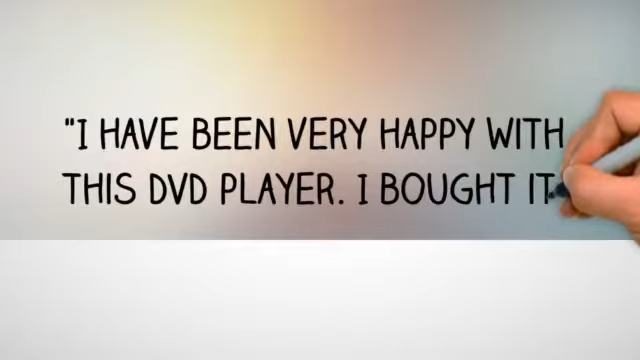 "I HAVE BEEN VERY HAPPY WITH
THIS DVD PLAYER. I BOUGHT IT